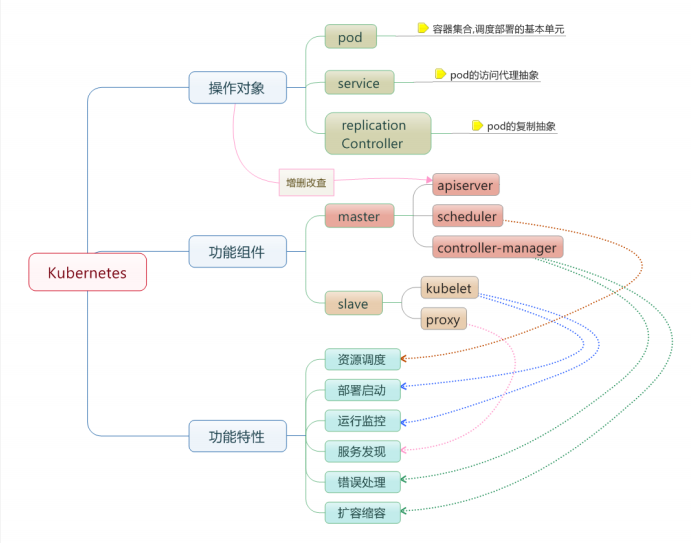 Kubernetes
操作对象
pod
容器集合,调度部署的基本单元
service
pod的访问代理抽象
replication
Controller
pod的复制抽象
增删改查
功能组件
master
apiserver
scheduler
controller-manager
slave
kubelet
proxy
功能特性
资源调度
部署启动
运行监控
服务发现
错误处理
扩容缩容